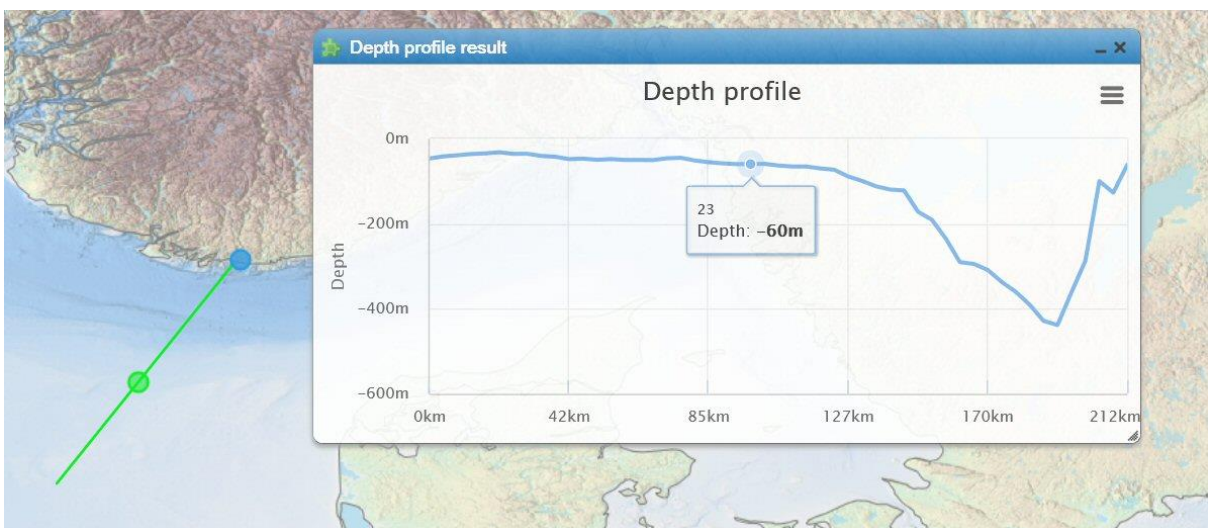 Depth profile result
Depth profile
0m
−200m
−400m
−600m
Depth
23
Depth: −60m
0km 42km 85km 127km 170km 212km